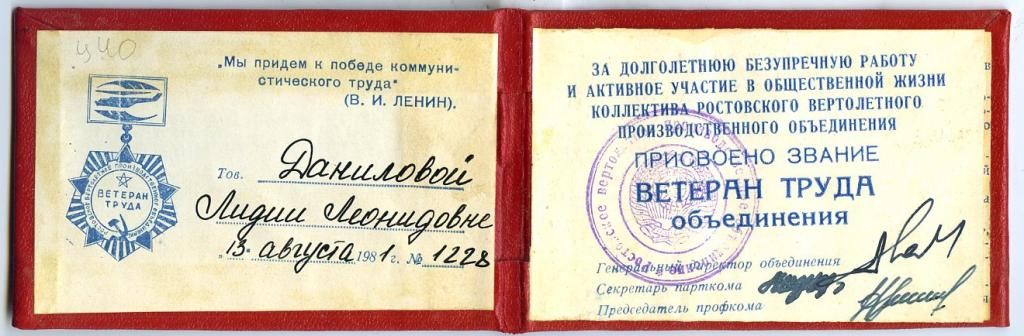 ЧЧО
„Мы придем к победе коммуни-
стического труда"
(В. И. ЛЕНИН).
ВЕТЕРАН
ТРУДА
Тов. Даниловой
Лидии Леонидовне
„13" августа 1981г. № 1228
ЗА ДОЛГОЛЕТНЮЮ БЕЗУПРЕЧНУЮ РАБОТУ
И АКТИВНОЕ УЧАСТИЕ В ОБЩЕСТВЕННОЙ ЖИЗНИ
КОЛЛЕКТИВА РОСТОВСКОГО ВЕРТОЛЕТНОГО
ПРОИЗВОДСТВЕННОГО ОБЪЕДИНЕНИЯ
ПРИСВОЕНО ЗВАНИЕ
ВЕТЕРАН ТРУДА
объединения
Генеральный директор объединения
Секретарь парткома
Председатель профкома